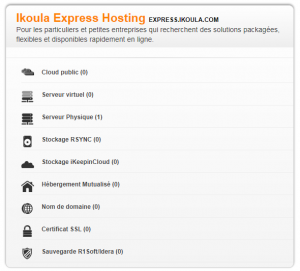 Ikoula Express Hosting EXPRESS.IKOULA.COM
Pour les particuliers et petites entreprises qui recherchent des solutions packagées,
flexibles et disponibles rapidement en ligne.
Cloud public (0)
Serveur virtuel (0)
Serveur Physique (1)
Stockage RSYNC (0)
Stockage iKeepinCloud (0)
Hébergement Mutualisé (0)
Nom de domaine (0)
Certificat SSL (0)
Sauvegarde R1Soft/Idera (0)